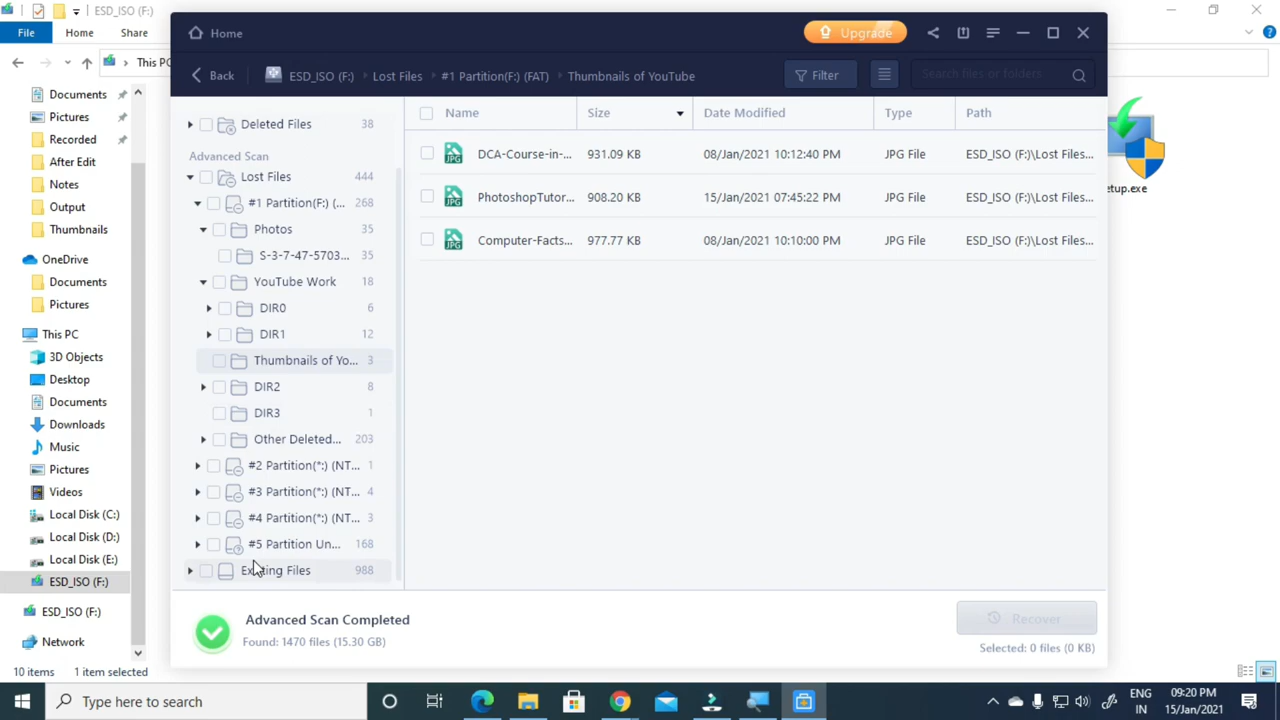 ESD_ISO (F:)
File
Home
Share
This PC
Documents
Pictures
Recorded
After Edit
Notes
Output
Thumbnails
OneDrive
Documents
Pictures
This PC
3D Objects
Desktop
Documents
Downloads
Music
Pictures
Videos
Local Disk (C:)
Local Disk (D:)
Local Disk (E:)
ESD_ISO (F:)
ESD_ISO (F:)
Network
10 items 1 item selected
Home
Upgrade
Back
ESD_ISO (F:) Lost Files #1 Partition(F:) (FAT) Thumbnails of YouTube
Filter
Search files or folders
Deleted Files 38
Advanced Scan
Lost Files 444
#1 Partition(F:) (... 268
Photos 35
S-3-7-47-5703... 35
YouTube Work 18
DIR0 6
DIR1 12
Thumbnails of Yo... 3
DIR2 8
DIR3 1
Other Deleted... 203
#2 Partition(*:) (NT... 1
#3 Partition(*:) (NT... 4
#4 Partition(*:) (NT... 3
#5 Partition Un... 168
Existing Files 988
Name Size Date Modified Type Path
DCA-Course-in-... 931.09 KB 08/Jan/2021 10:12:40 PM JPG File ESD_ISO (F:)\Lost Files...
PhotoshopTutor... 908.20 KB 15/Jan/2021 07:45:22 PM JPG File ESD_ISO (F:)\Lost Files...
Computer-Facts... 977.77 KB 08/Jan/2021 10:10:00 PM JPG File ESD_ISO (F:)\Lost Files...
Advanced Scan Completed
Found: 1470 files (15.30 GB)
Recover
Selected: 0 files (0 KB)
etup.exe
Type here to search
ENG
IN
09:20 PM
15/Jan/2021